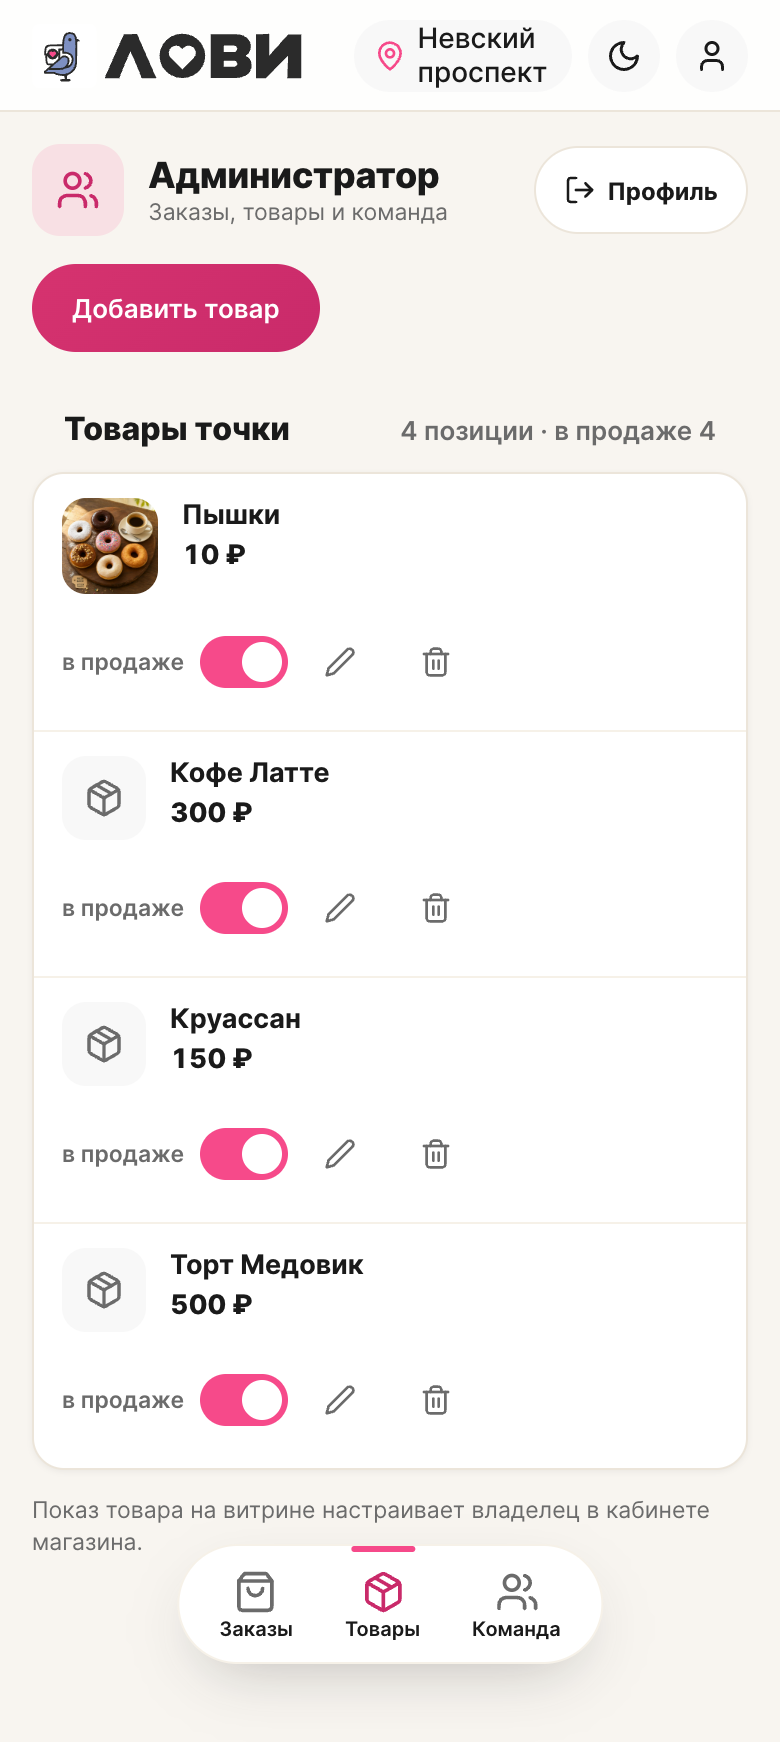 ЛОВИ
Невский
проспект
Администратор
Заказы, товары и команда
Профиль
Добавить товар
Товары точки
4 позиции · в продаже 4
Пышки
10 ₽
в продаже
Кофе Латте
300 ₽
в продаже
Круассан
150 ₽
в продаже
Торт Медовик
500 ₽
в продаже
Показ товара на витрине настраивает владелец в кабинете
магазина.
Заказы
Товары
Команда